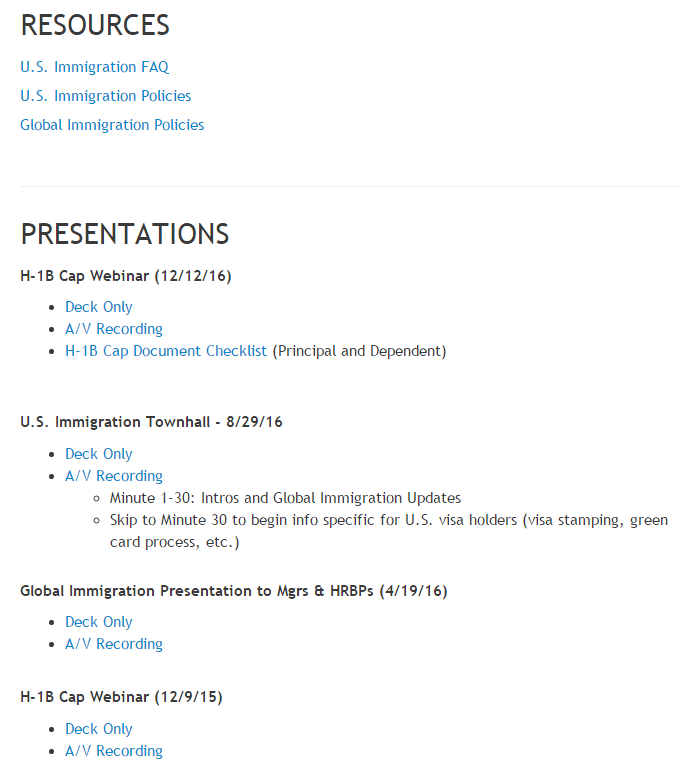 RESOURCES
U.S. Immigration FAQ
U.S. Immigration Policies
Global Immigration Policies
PRESENTATIONS
H-1B Cap Webinar (12/12/16)
Deck Only
A/V Recording
H-1B Cap Document Checklist (Principal and Dependent)
U.S. Immigration Townhall - 8/29/16
Deck Only
A/V Recording
Minute 1-30: Intros and Global Immigration Updates
Skip to Minute 30 to begin info specific for U.S. visa holders (visa stamping, green
card process, etc.)
Global Immigration Presentation to Mgrs & HRBPs (4/19/16)
Deck Only
A/V Recording
H-1B Cap Webinar (12/9/15)
Deck Only
A/V Recording